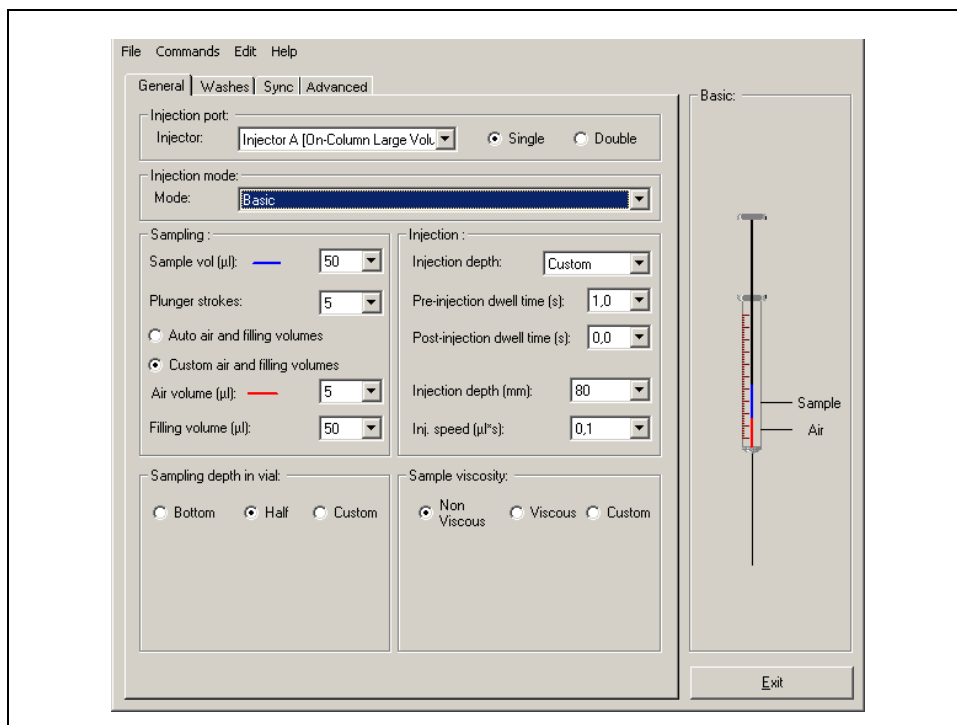 File Commands Edit Help
General Washes Sync Advanced
Injection port:
Injector: Injector A [On-Column Large Volu Single Double
Injection mode:
Mode: Basic
Sampling :
Sample vol (µl): 50
Plunger strokes: 5
Auto air and filling volumes
Custom air and filling volumes
Air volume (µl): 5
Filling volume (µl): 50
Injection :
Injection depth: Custom
Pre-injection dwell time (s): 1,0
Post-injection dwell time (s): 0,0
Injection depth (mm): 80
Inj. speed (µl*s): 0,1
Sampling depth in vial:
Bottom Half Custom
Sample viscosity:
Non Viscous Viscous Custom
Basic:
Sample
Air
Exit